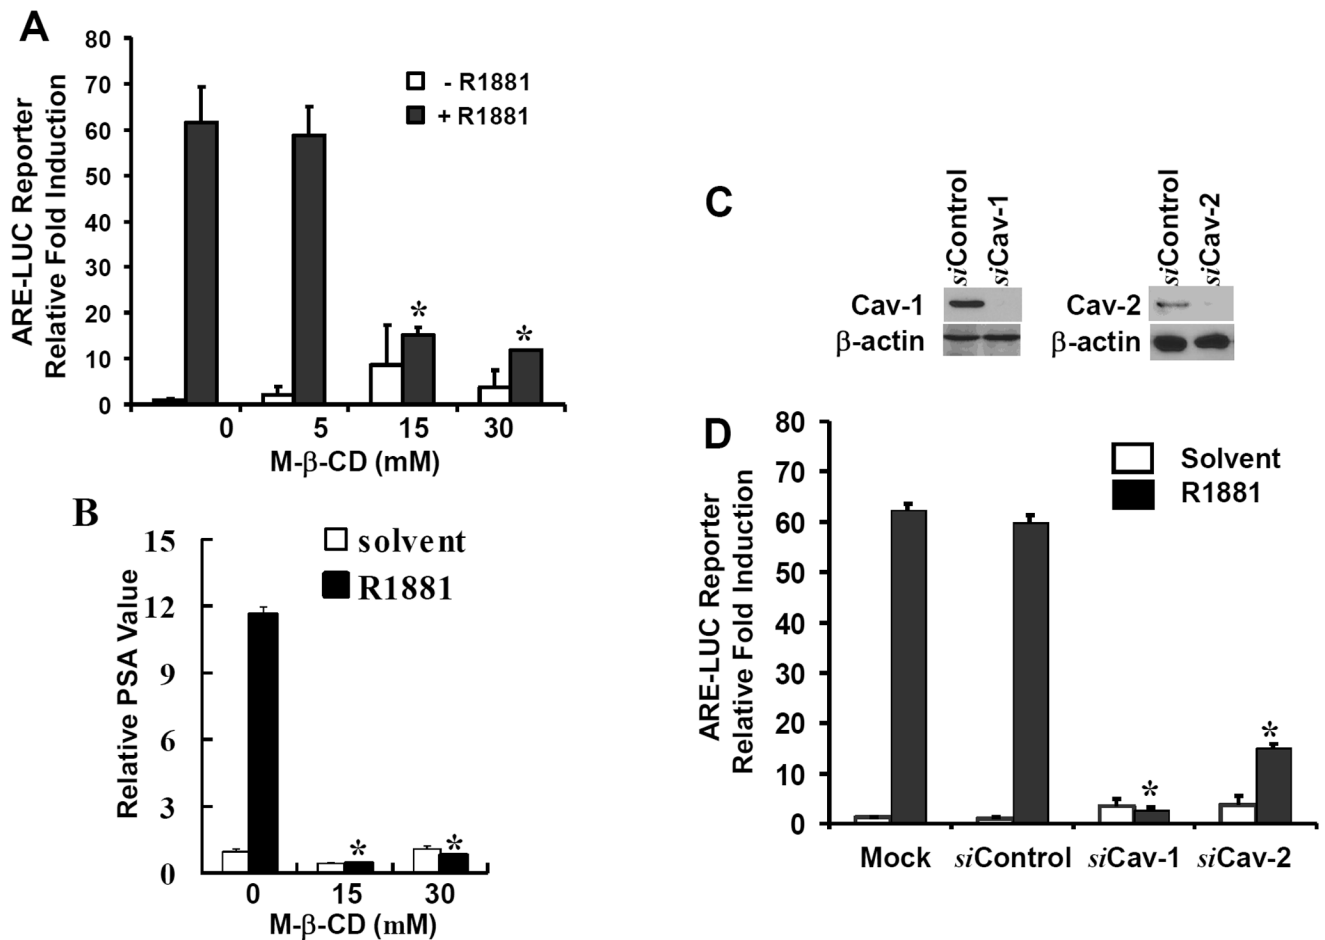 A
ARE-LUC Reporter
Relative Fold Induction
80
70
60
50
40
30
20
10
0
- R1881
+ R1881
*
*
0 5 15 30
M-β-CD (mM)
B
Relative PSA Value
15
12
9
6
3
0
solvent
R1881
*
*
0 15 30
M-β-CD (mM)
C
siControl
siCav-1
Cav-1
β-actin
siControl
siCav-2
Cav-2
β-actin
D
ARE-LUC Reporter
Relative Fold Induction
80
70
60
50
40
30
20
10
0
Solvent
R1881
*
*
Mock siControl siCav-1 siCav-2